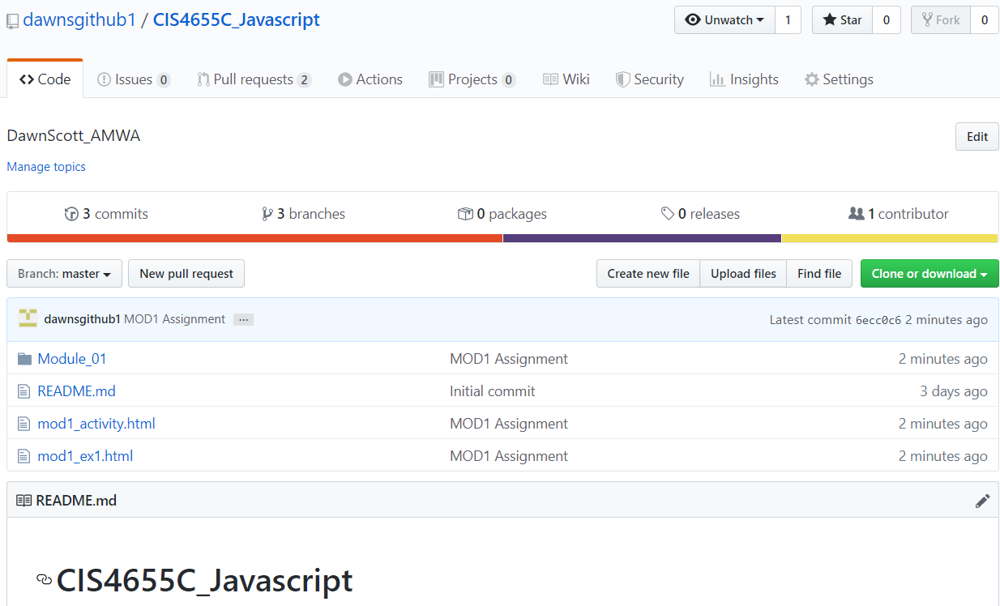 dawnsgithub1 / CIS4655C_Javascript Unwatch 1 Star 0 Fork 0
Code Issues 0 Pull requests 2 Actions Projects 0 Wiki Security Insights Settings
DawnScott_AMWA Edit
Manage topics
3 commits 3 branches 0 packages 0 releases 1 contributor
Branch: master New pull request Create new file Upload files Find file Clone or download
dawnsgithub1 MOD1 Assignment ... Latest commit 6ecc0c6 2 minutes ago
Module_01 MOD1 Assignment 2 minutes ago
README.md Initial commit 3 days ago
mod1_activity.html MOD1 Assignment 2 minutes ago
mod1_ex1.html MOD1 Assignment 2 minutes ago
README.md
CIS4655C_Javascript